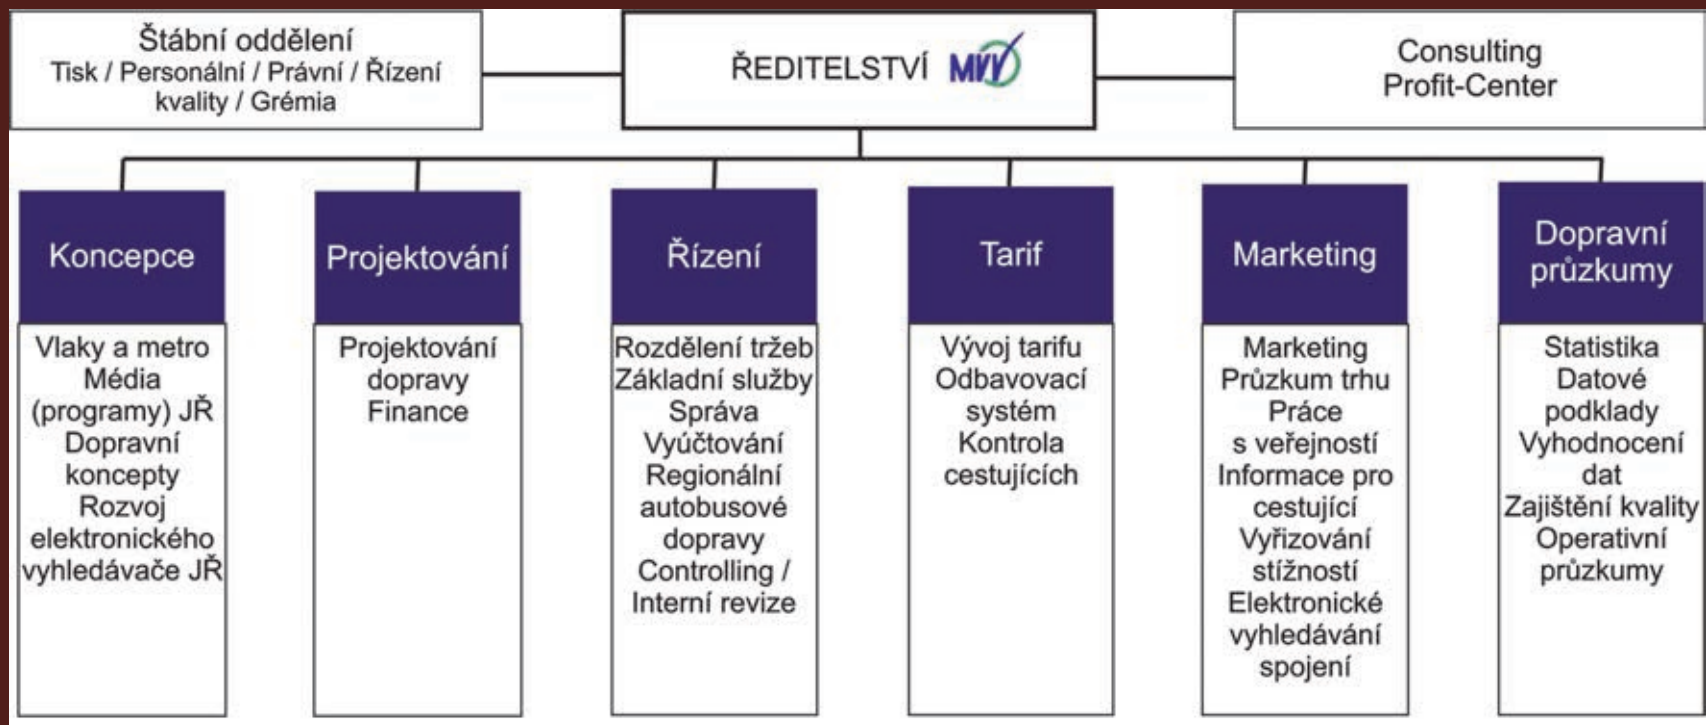 Štábní oddělení
Tisk / Personální / Právní / Řízení
kvality / Grémia
ŘEDITELSTVÍ MVV
Consulting
Profit-Center
Koncepce
Vlaky a metro
Média
(programy) JŘ
Dopravní
koncepty
Rozvoj
elektronického
vyhledávače JŘ
Projektování
Projektování
dopravy
Finance
Řízení
Rozdělení tržeb
Základní služby
Správa
Vyúčtování
Regionální
autobusové
dopravy
Controlling /
Interní revize
Tarif
Vývoj tarifu
Odbavovací
systém
Kontrola
cestujících
Marketing
Marketing
Průzkum trhu
Práce
s veřejností
Informace pro
cestující
Vyřizování
stížností
Elektronické
vyhledávání
spojení
Dopravní
průzkumy
Statistika
Datové
podklady
Vyhodnocení
dat
Zajištění kvality
Operativní
průzkumy